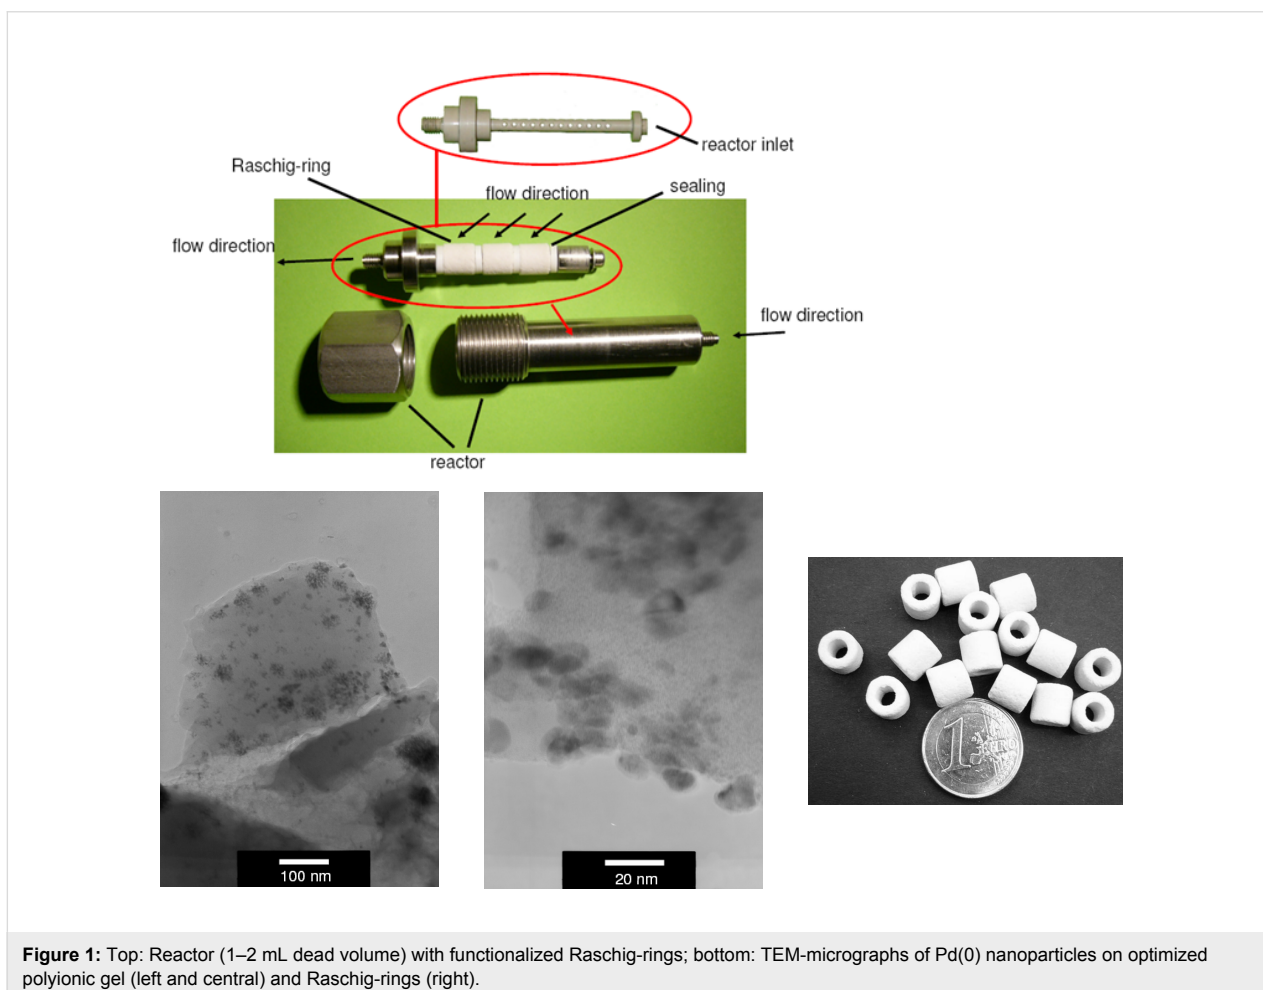 reactor inlet
Raschig-ring
sealing
flow direction
flow direction
flow direction
reactor
100 nm
20 nm
1
EURO
Figure 1: Top: Reactor (1–2 mL dead volume) with functionalized Raschig-rings; bottom: TEM-micrographs of Pd(0) nanoparticles on optimized
polyionic gel (left and central) and Raschig-rings (right).